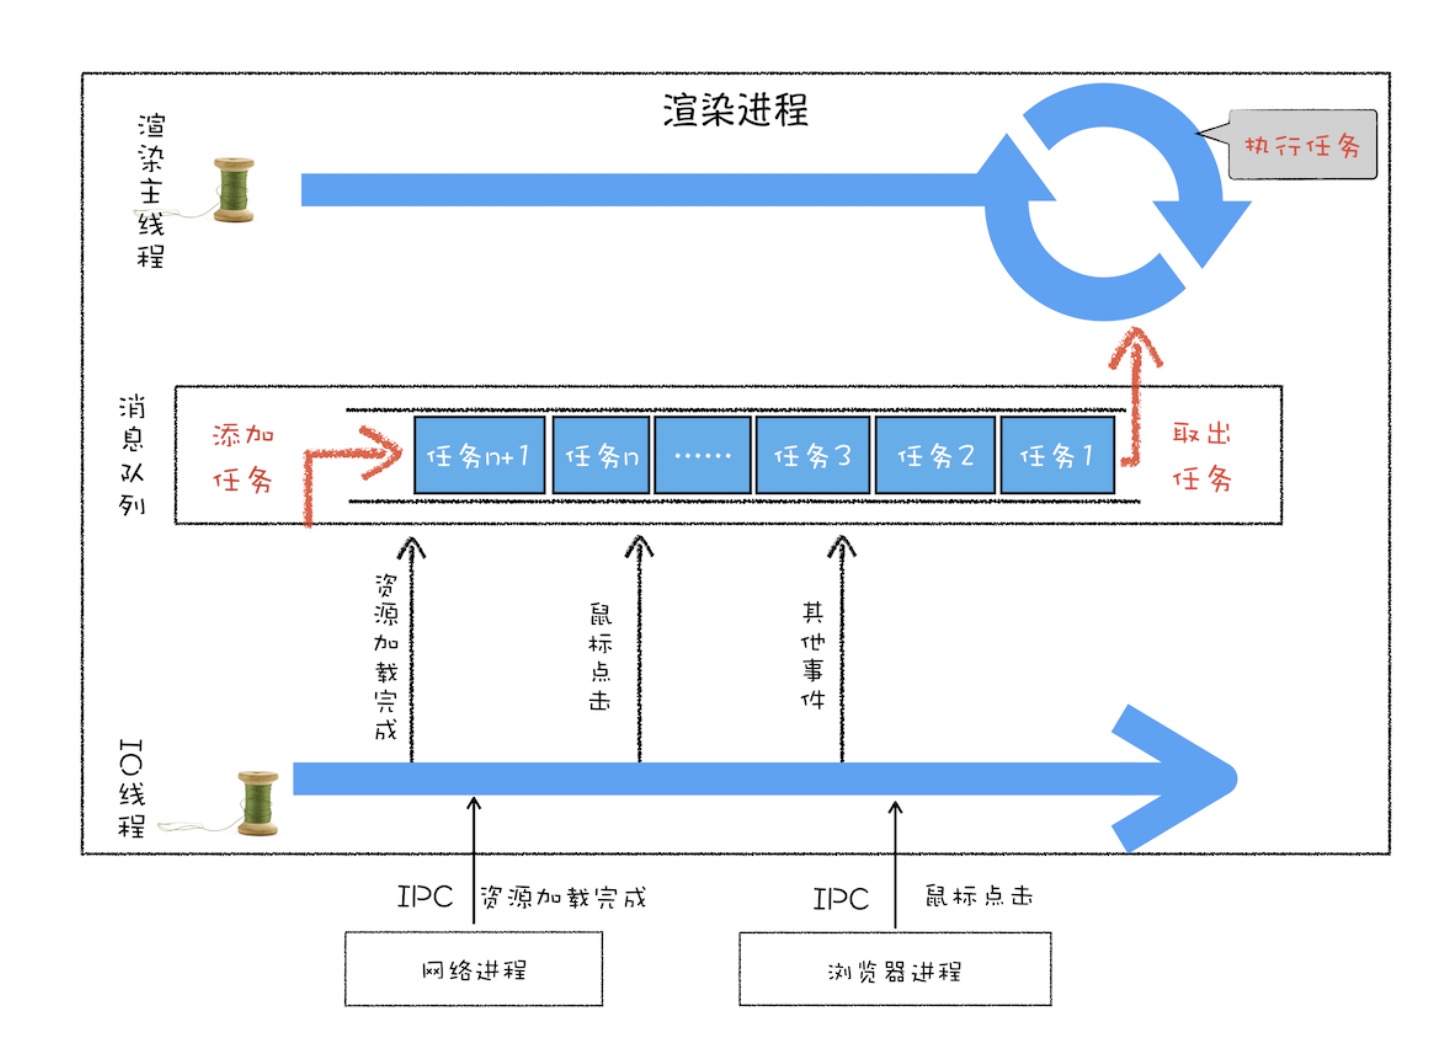 渲染进程
渲染主线程
执行任务
消息队列
添加
任务
任务n+1
任务n
……
任务3
任务2
任务1
取出
任务
资源加载完成
鼠标点击
其他事件
IO线程
IPC
资源加载完成
IPC
鼠标点击
网络进程
浏览器进程